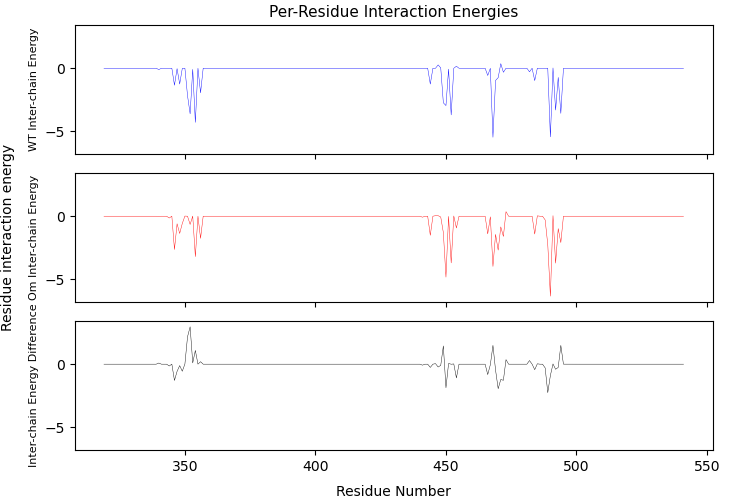 Per-Residue Interaction Energies
Residue interaction energy
WT Inter-chain Energy
0
−5
Om Inter-chain Energy
0
−5
Inter-chain Energy Difference
0
−5
350
400
450
500
550
Residue Number